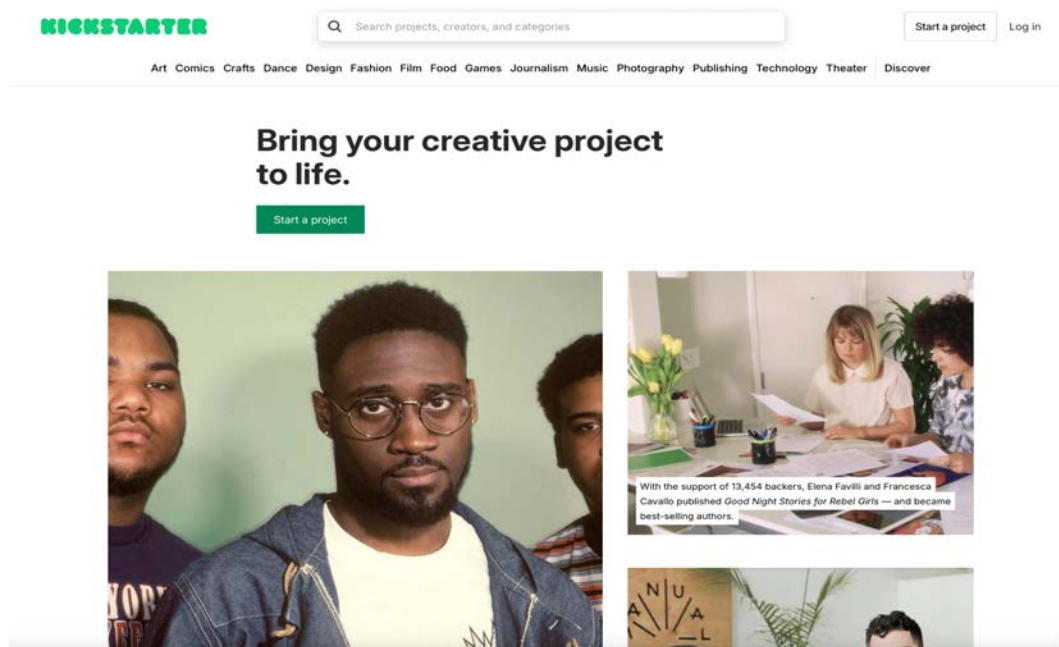 KICKSTARTER
Search projects, creators, and categories
Start a project
Log in
Art Comics Crafts Dance Design Fashion Film Food Games Journalism Music Photography Publishing Technology Theater Discover
Bring your creative project
to life.
Start a project
With the support of 13,454 backers, Elena Favilli and Francesca
Cavallo published Good Night Stories for Rebel Girls — and became
best-selling authors.